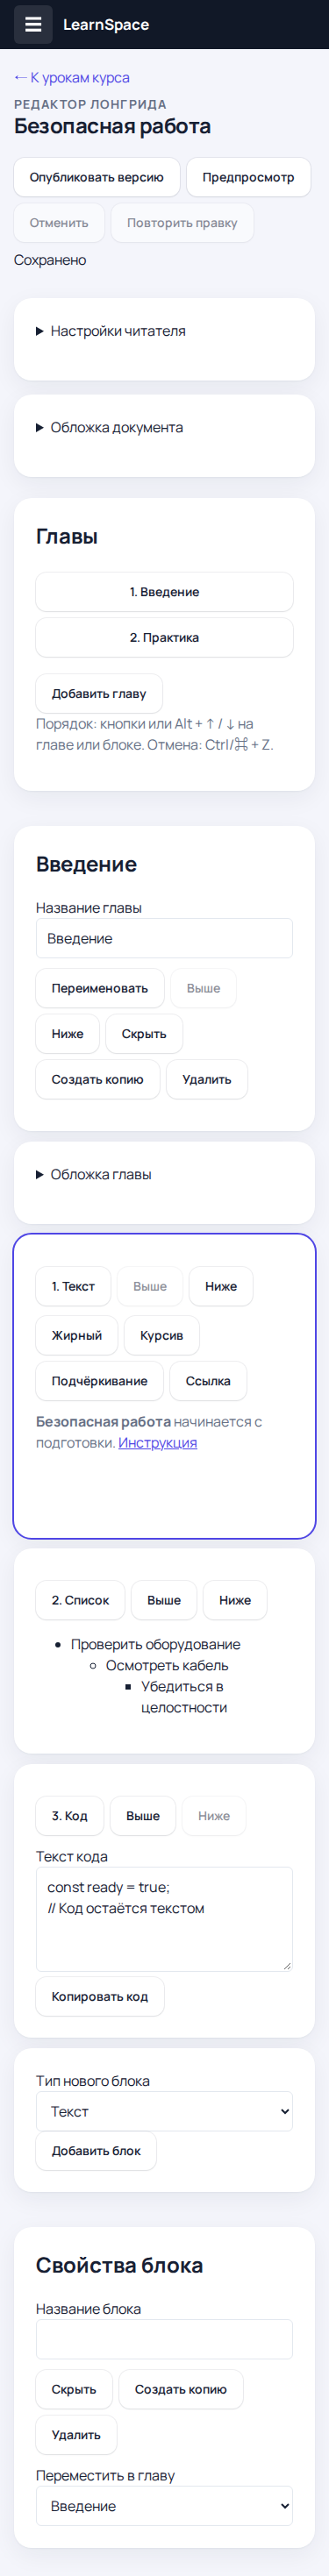 LearnSpace
← К урокам курса
РЕДАКТОР ЛОНГРИДА
Безопасная работа
Опубликовать версию Предпросмотр
Отменить Повторить правку
Сохранено
Настройки читателя
Обложка документа
Главы
1. Введение
2. Практика
Добавить главу
Порядок: кнопки или Alt + ↑ / ↓ на
главе или блоке. Отмена: Ctrl/⌘ + Z.
Введение
Название главы
Введение
Переименовать Выше
Ниже Скрыть
Создать копию Удалить
Обложка главы
1. Текст Выше Ниже
Жирный Курсив
Подчёркивание Ссылка
Безопасная работа начинается с
подготовки. Инструкция
2. Список Выше Ниже
Проверить оборудование
Осмотреть кабель
Убедиться в
целостности
3. Код Выше Ниже
Текст кода
const ready = true;
// Код остаётся текстом
Копировать код
Тип нового блока
Текст
Добавить блок
Свойства блока
Название блока
Скрыть Создать копию
Удалить
Переместить в главу
Введение